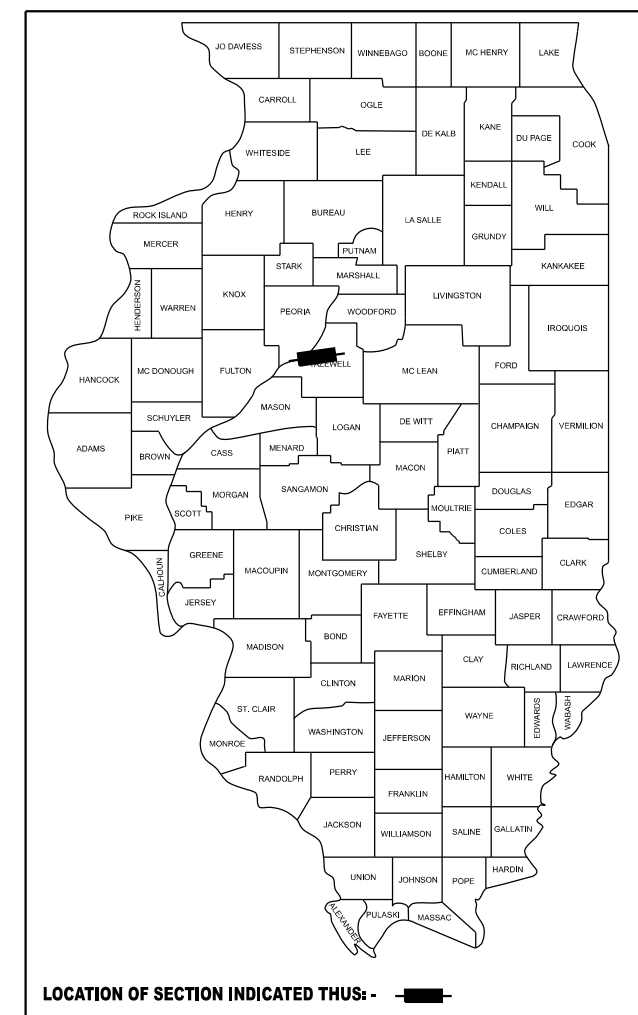 JO DAVIESS
STEPHENSON
WINNEBAGO
BOONE
MC HENRY
LAKE
CARROLL
OGLE
DE KALB
KANE
DU PAGE
COOK
WHITESIDE
LEE
KENDALL
WILL
ROCK ISLAND
HENRY
BUREAU
LA SALLE
GRUNDY
MERCER
PUTNAM
KANKAKEE
STARK
MARSHALL
HENDERSON
WARREN
KNOX
PEORIA
WOODFORD
LIVINGSTON
IROQUOIS
HANCOCK
MC DONOUGH
FULTON
MC LEAN
FORD
MASON
SCHUYLER
LOGAN
DE WITT
CHAMPAIGN
VERMILION
ADAMS
BROWN
CASS
MENARD
PIATT
MACON
SANGAMON
MORGAN
DOUGLAS
EDGAR
PIKE
SCOTT
CHRISTIAN
MOULTRIE
COLES
GREENE
MACOUPIN
MONTGOMERY
SHELBY
CUMBERLAND
CLARK
CALHOUN
JERSEY
FAYETTE
EFFINGHAM
JASPER
CRAWFORD
MADISON
BOND
CLAY
RICHLAND
LAWRENCE
CLINTON
MARION
ST. CLAIR
WAYNE
EDWARDS
WABASH
WASHINGTON
JEFFERSON
MONROE
RANDOLPH
PERRY
HAMILTON
WHITE
FRANKLIN
JACKSON
WILLIAMSON
SALINE
GALLATIN
UNION
JOHNSON
POPE
HARDIN
ALEXANDER
PULASKI
MASSAC
LOCATION OF SECTION INDICATED THUS: -